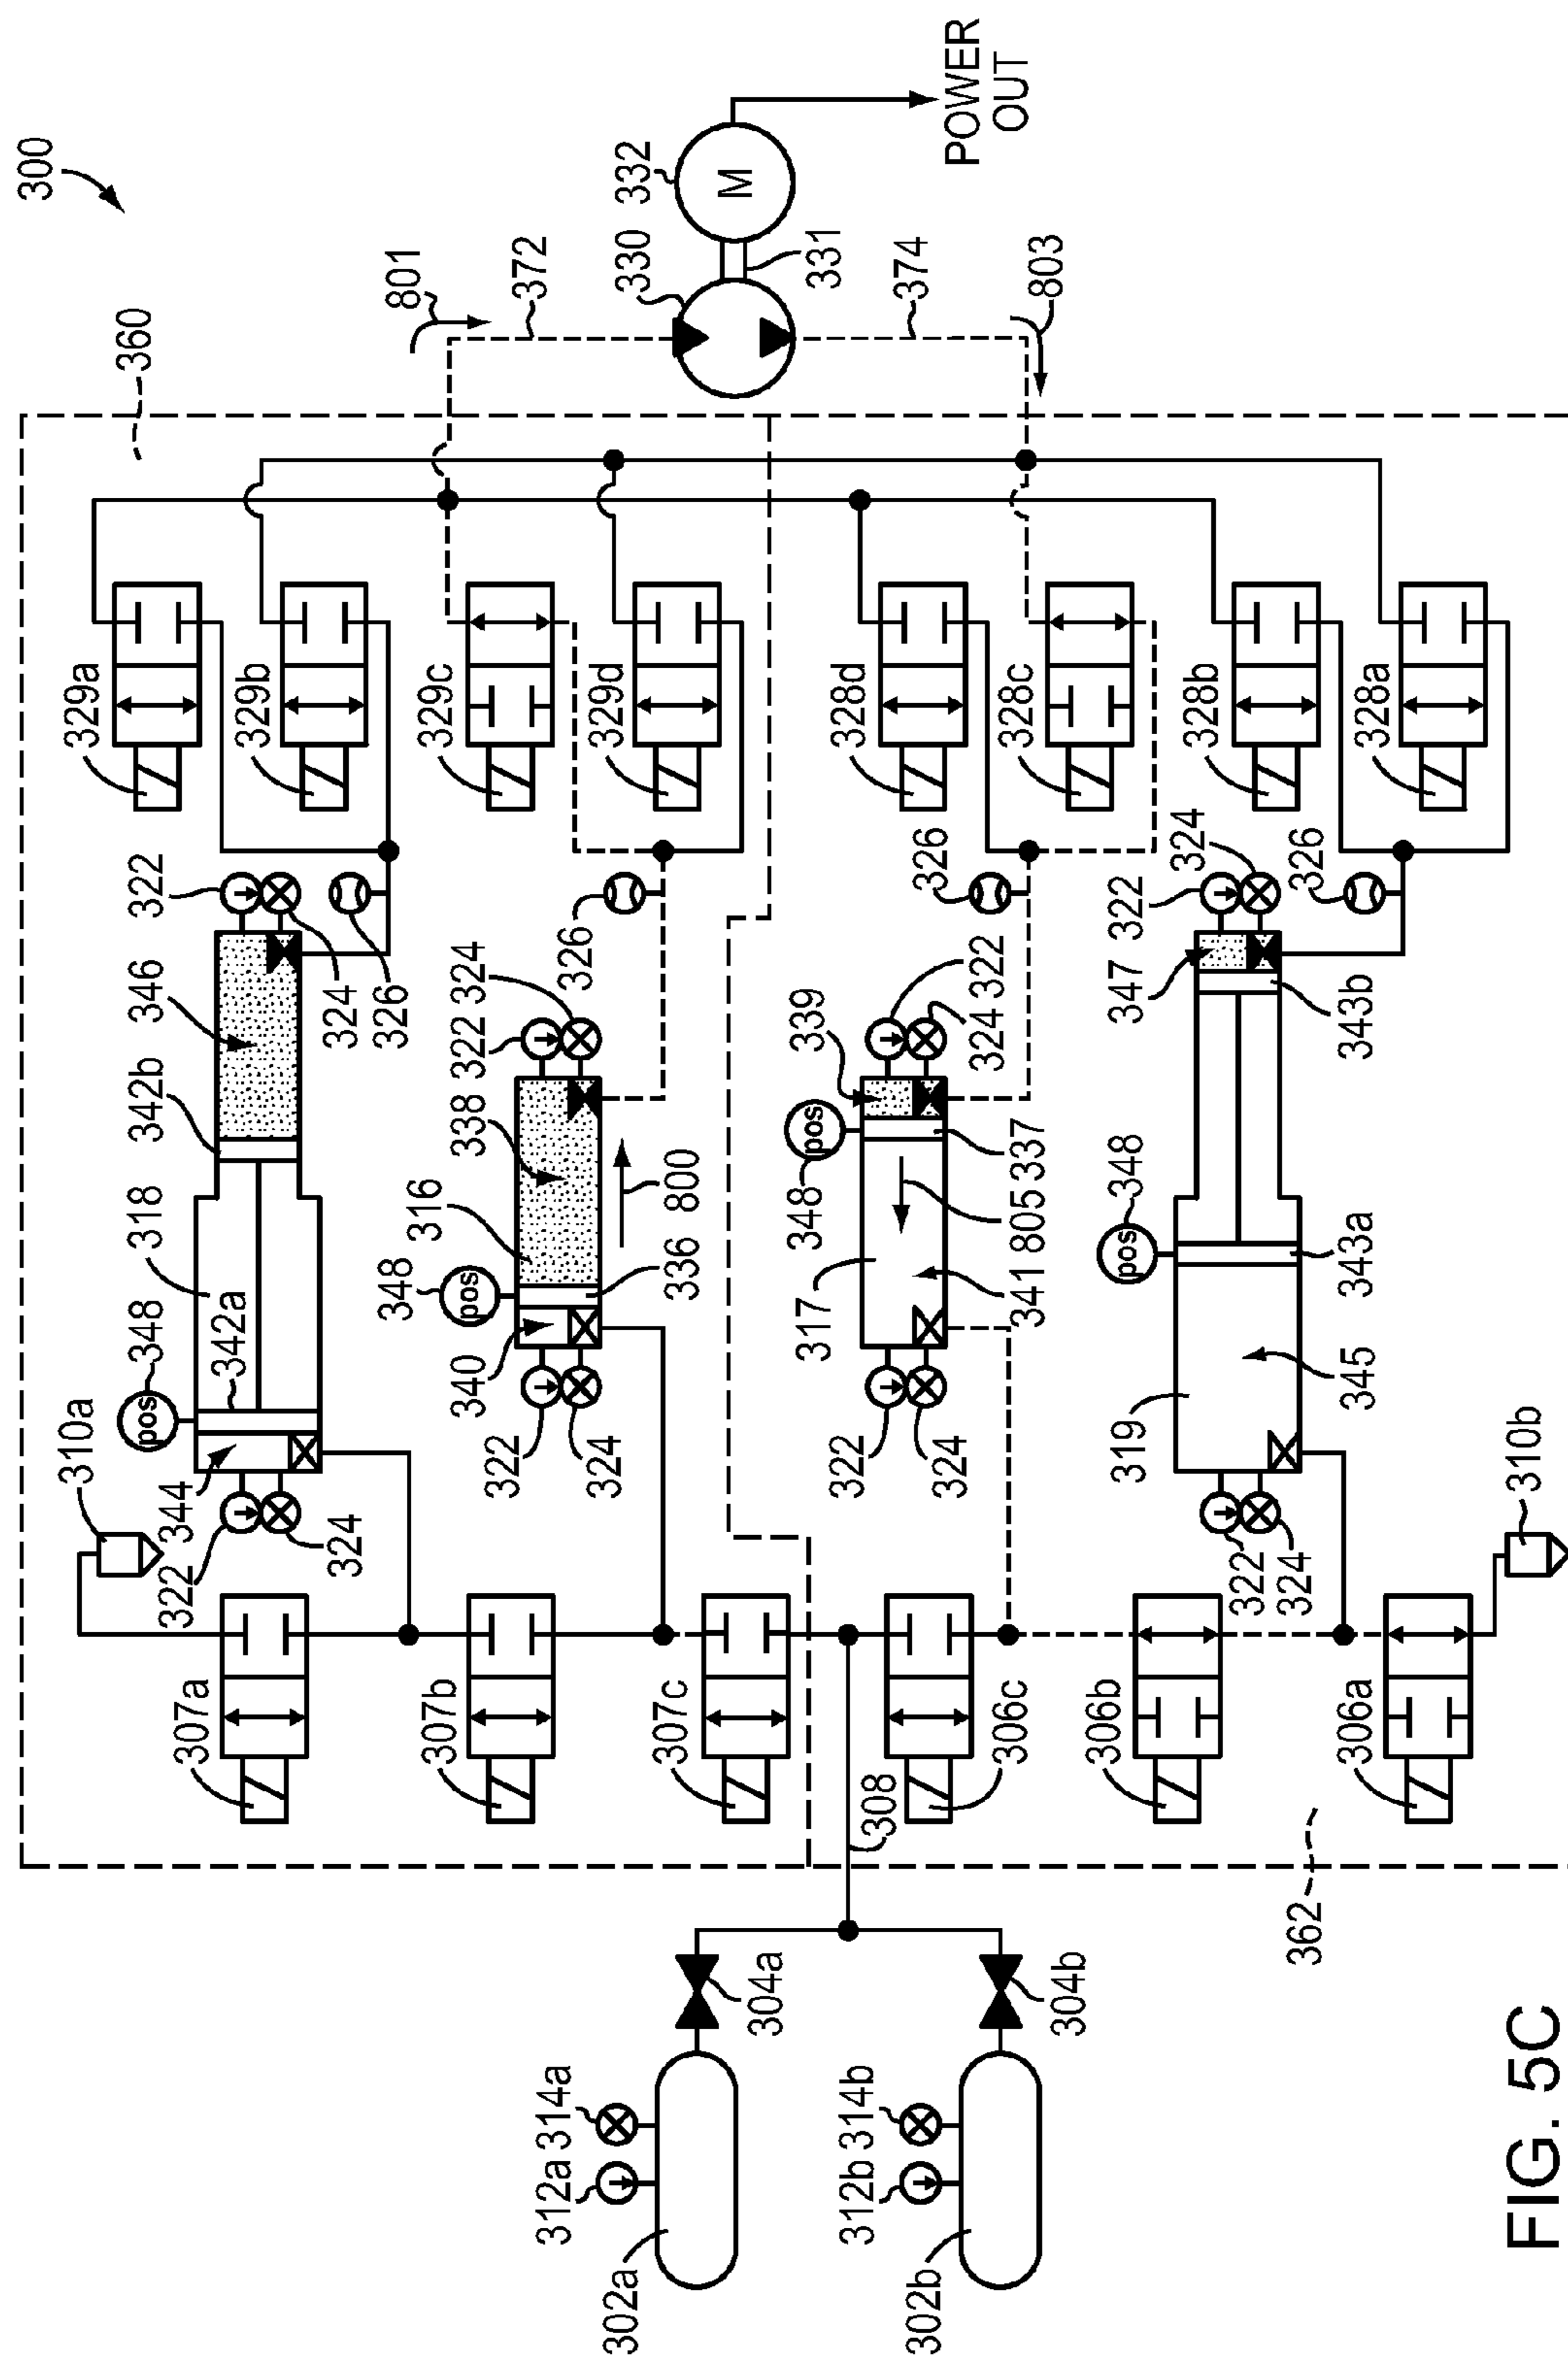 300
360
801
372
330
332
M
331
374
803
POWER
OUT
329a
329b
329c
329d
328d
328c
328b
328a
322
324
326
346
342b
318
342a
348
pos
344
322
324
310a
326
324
322
338
316
348
pos
340
336
800
322
324
326
322
324
339
348
pos
337
805
341
317
322
324
324
322
326
347
343b
348
pos
343a
345
319
322
324
310b
307a
307b
307c
306c
306b
306a
308
362
304a
304b
314a
312a
302a
314b
312b
302b
FIG. 5C